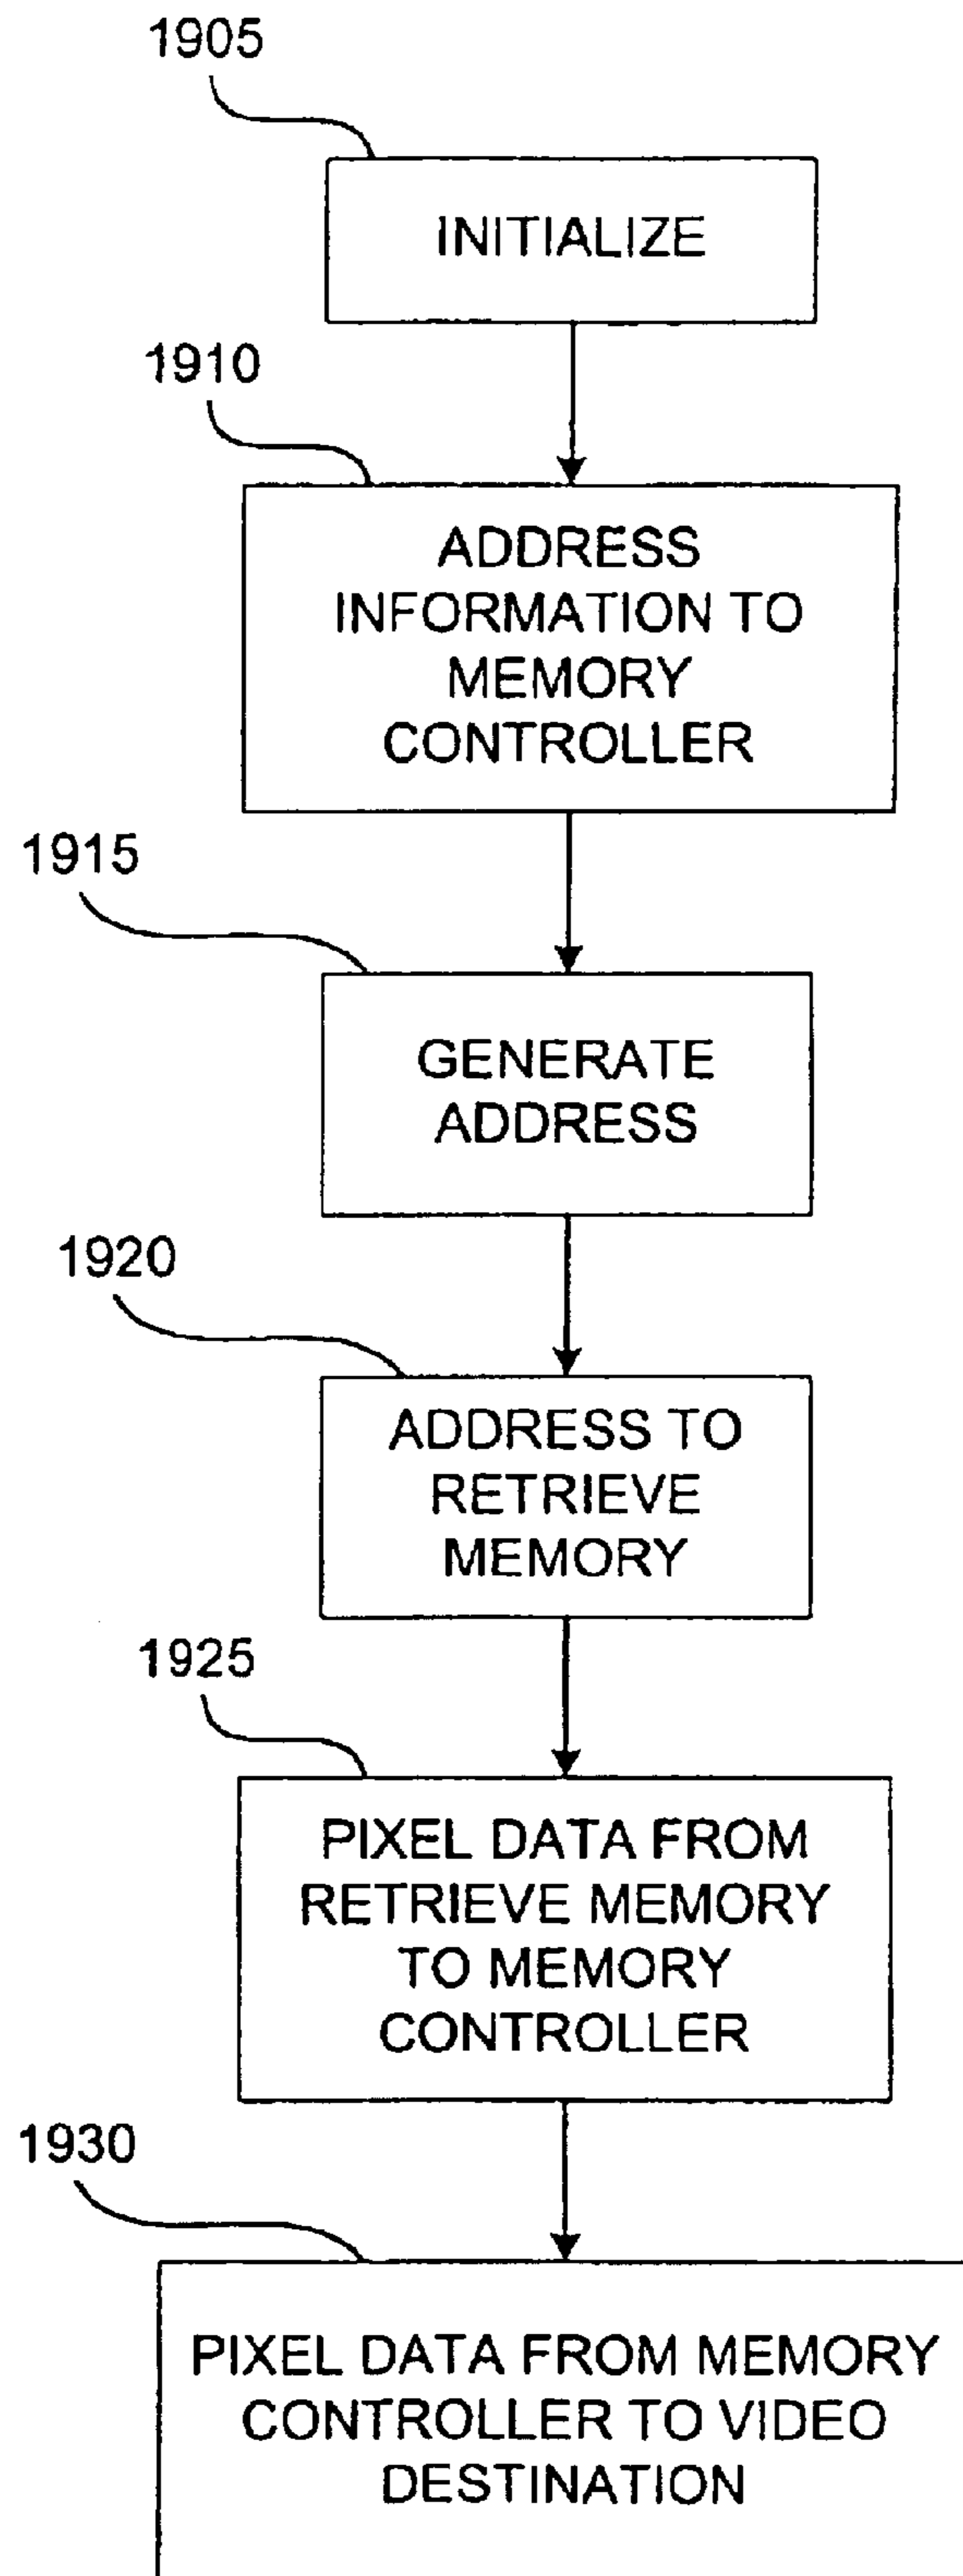 1905
INITIALIZE
1910
ADDRESS
INFORMATION TO
MEMORY
CONTROLLER
1915
GENERATE
ADDRESS
1920
ADDRESS TO
RETRIEVE
MEMORY
1925
PIXEL DATA FROM
RETRIEVE MEMORY
TO MEMORY
CONTROLLER
1930
PIXEL DATA FROM MEMORY
CONTROLLER TO VIDEO
DESTINATION